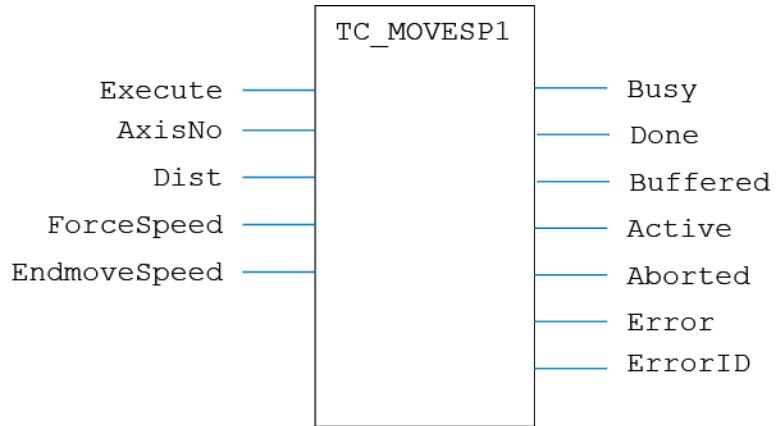 TC_MOVESP1
Execute
AxisNo
Dist
ForceSpeed
EndmoveSpeed
Busy
Done
Buffered
Active
Aborted
Error
ErrorID